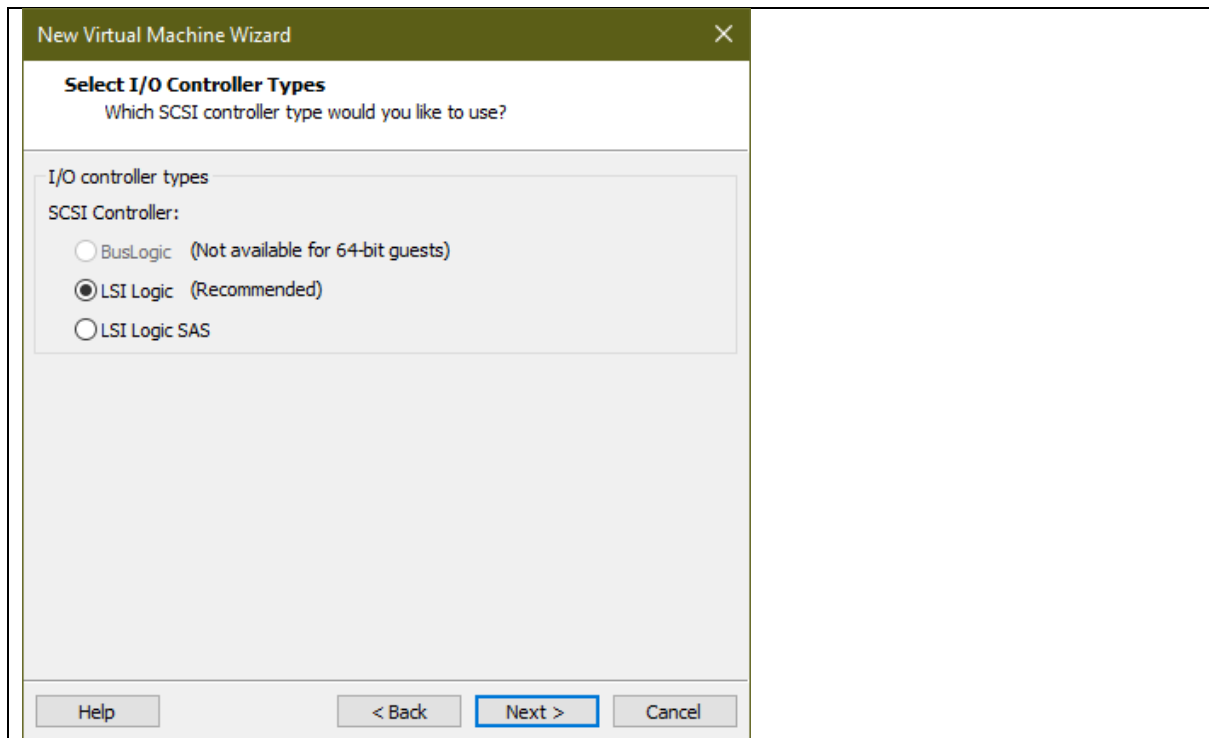 New Virtual Machine Wizard
Select I/O Controller Types
Which SCSI controller type would you like to use?
I/O controller types
SCSI Controller:
BusLogic (Not available for 64-bit guests)
LSI Logic (Recommended)
LSI Logic SAS
Help < Back Next > Cancel